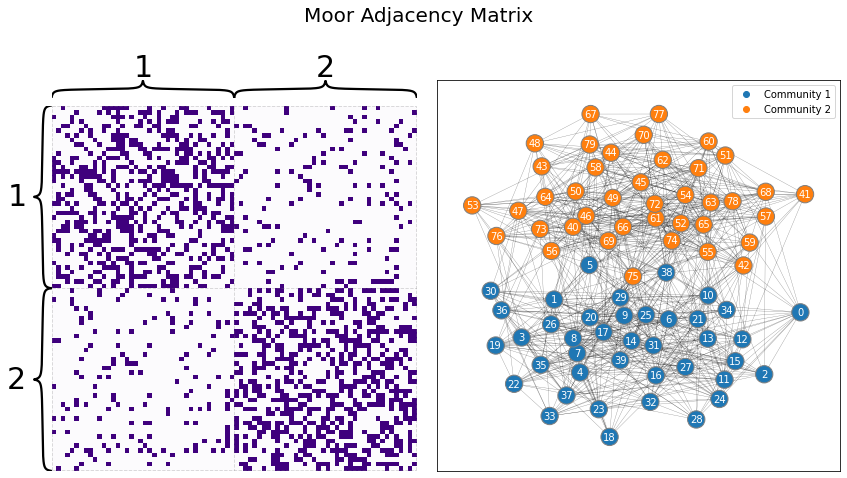 Moor Adjacency Matrix
1 2
1
2
Community 1
Community 2
67 77
70
48 79 44 60
51
43 58 62 71
45
64 50 49 54 68 41
53 47 46 72 63 78
57
73 40 66 61 52 65
76 69 74 59
56 55
5 38 42
75
30 1 29 10
36 20 9 25 6 21 34 0
26 17
3 8 14 31 13 12
19 7 39
35 4 27 15
22 16 11 2
37 23 32 24
33 28
18